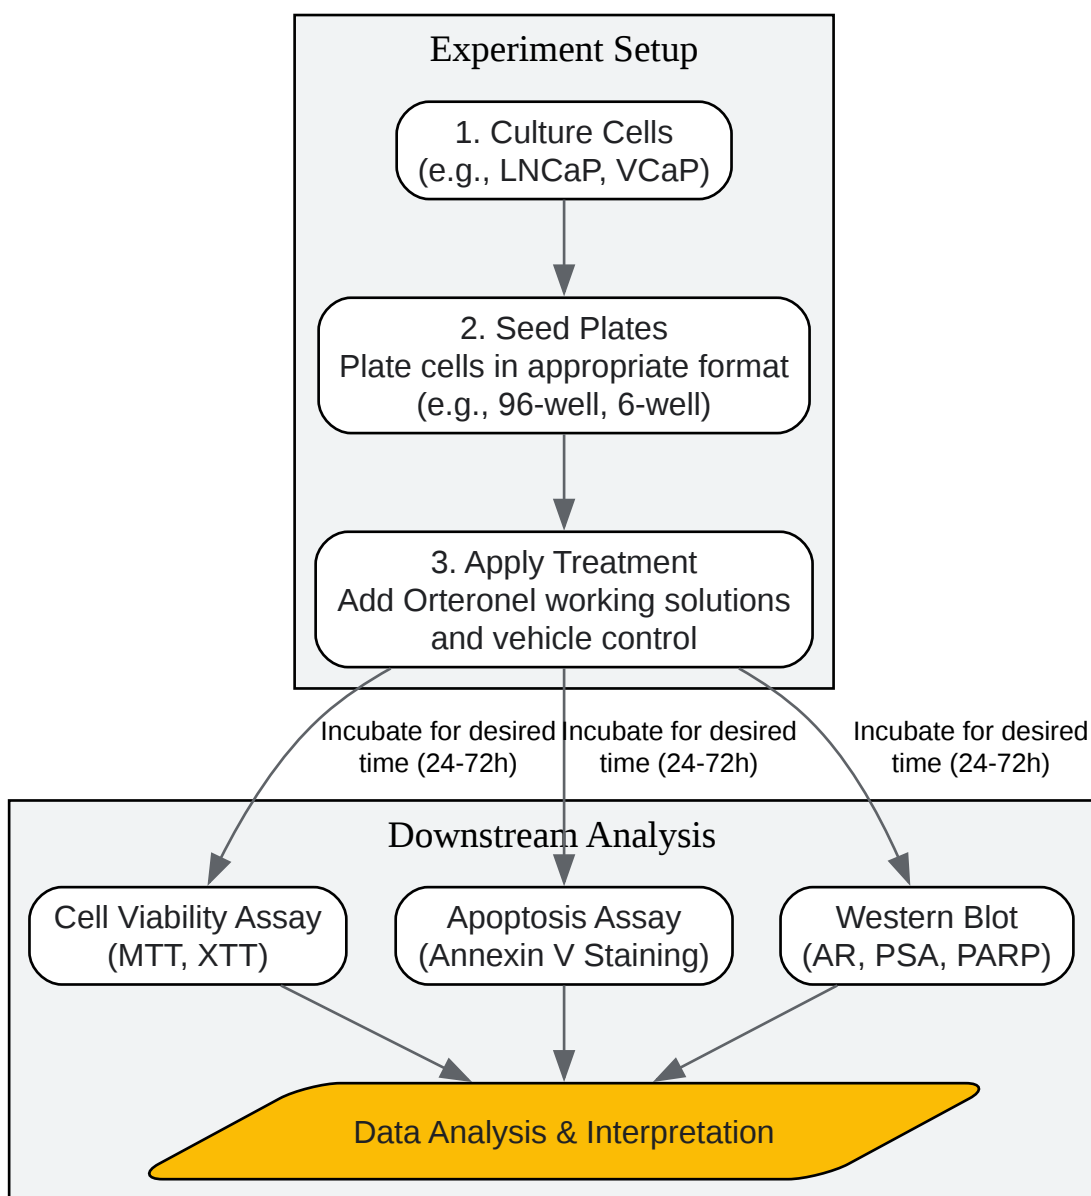 Experiment Setup
1. Culture Cells
(e.g., LNCaP, VCaP)
2. Seed Plates
Plate cells in appropriate format
(e.g., 96-well, 6-well)
3. Apply Treatment
Add Orteronel working solutions
and vehicle control
Incubate for desired
time (24-72h)
Incubate for desired
time (24-72h)
Incubate for desired
time (24-72h)
Downstream Analysis
Cell Viability Assay
(MTT, XTT)
Apoptosis Assay
(Annexin V Staining)
Western Blot
(AR, PSA, PARP)
Data Analysis & Interpretation